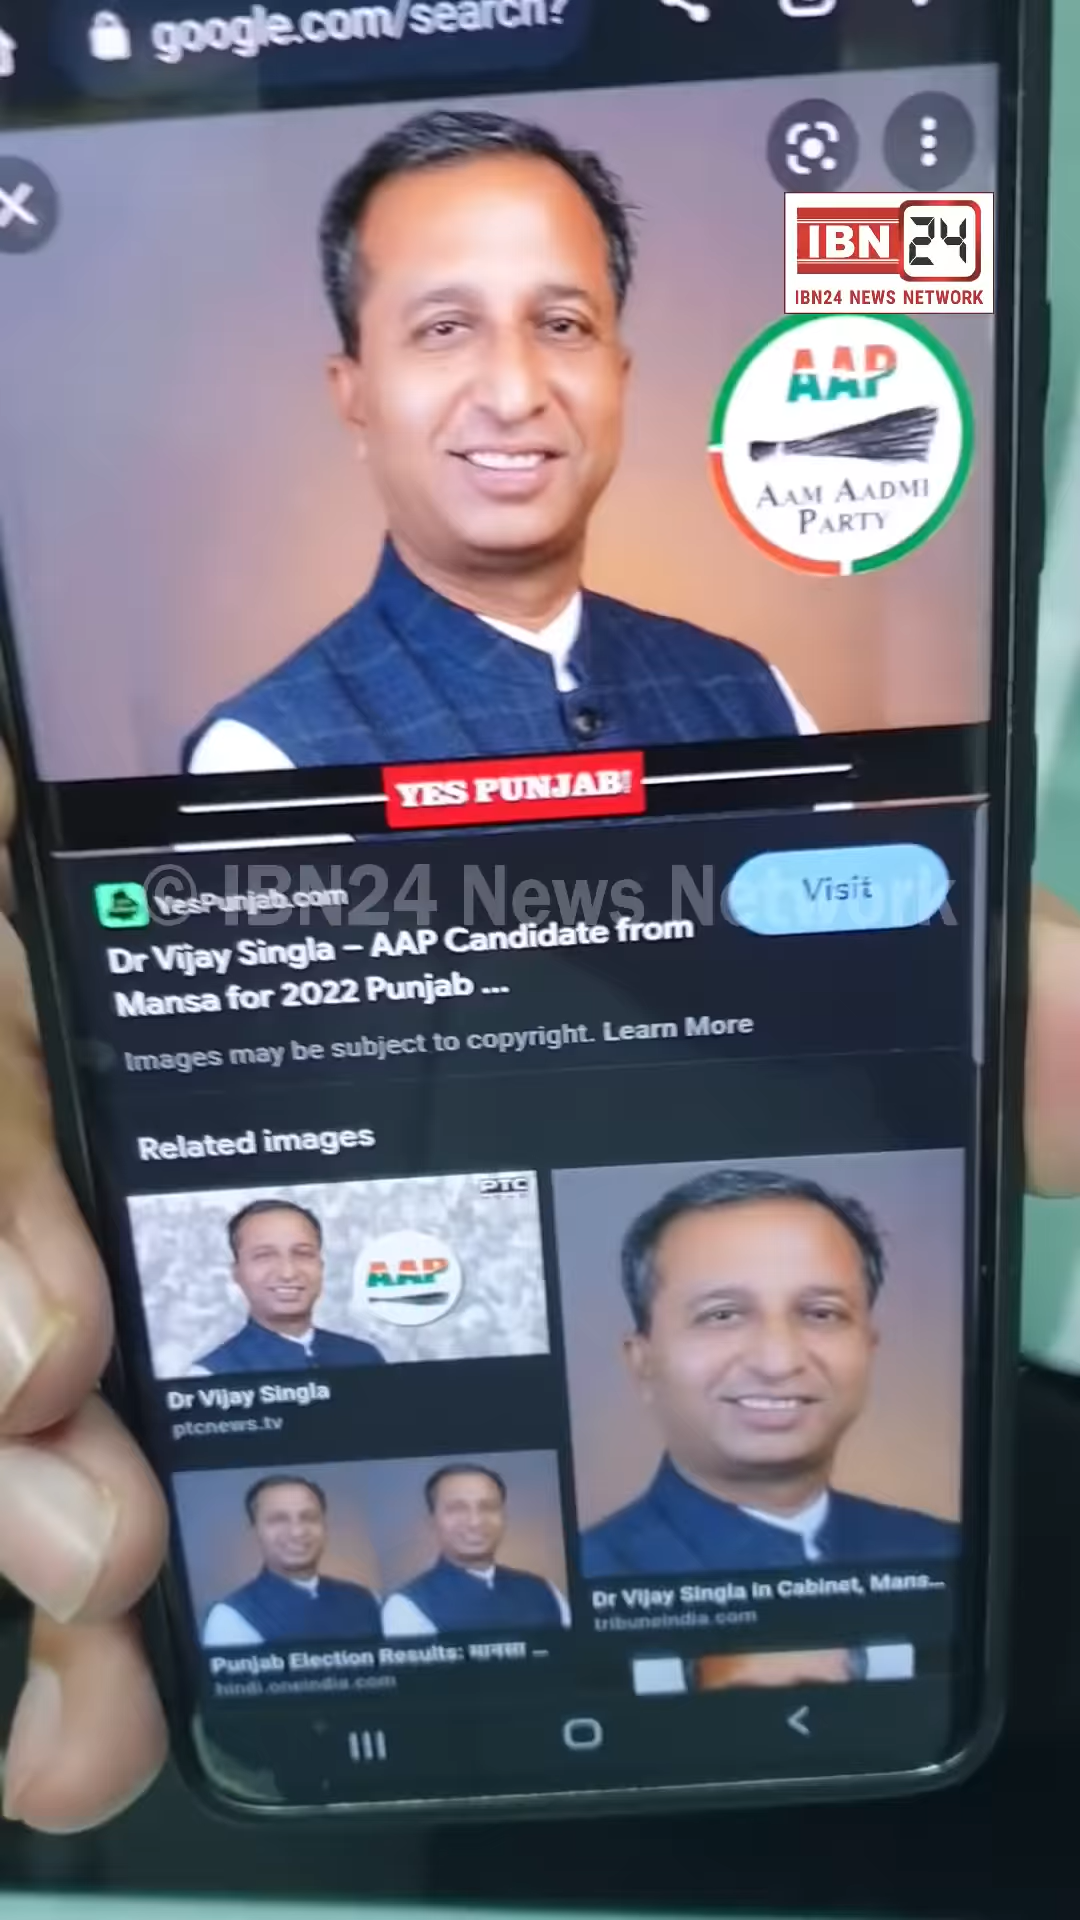 google.com/search?
IBN 24
IBN24 NEWS NETWORK
AAP
AAM AADMI
PARTY
YES PUNJAB!
© IBN24 News Network
YesPunjab.com
Visit
Dr Vijay Singla – AAP Candidate from
Mansa for 2022 Punjab ...
Images may be subject to copyright. Learn More
Related images
PTC
AAP
Dr Vijay Singla
ptcnews.tv
Dr Vijay Singla In Cabinet, Mans...
tribuneindia.com
Punjab Election Results: मानसा ...
hindi.oneindia.com